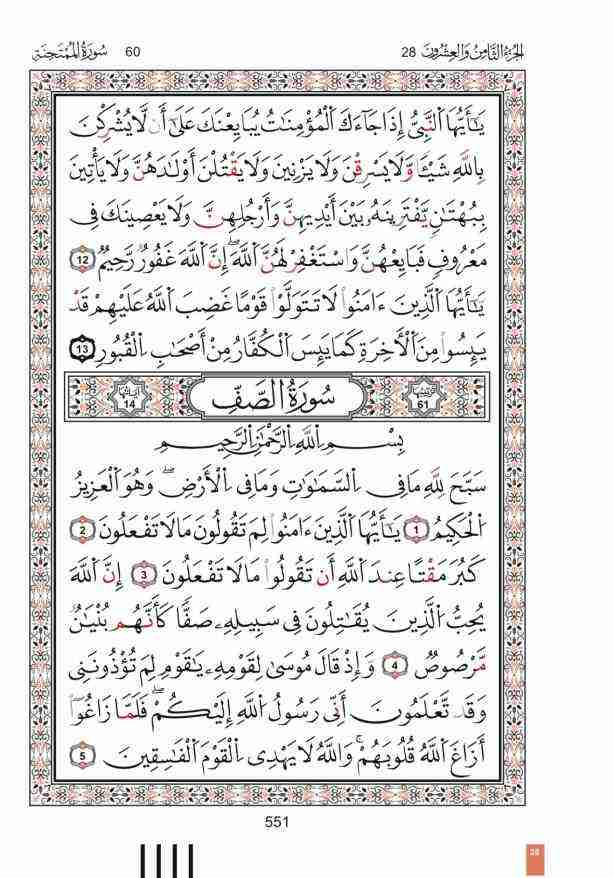 الجزء الثامن والعشرون 28
60 سورة الممتحنة
يَـٰٓأَيُّهَا ٱلنَّبِىُّ إِذَا جَآءَكَ ٱلْمُؤْمِنَـٰتُ يُبَايِعْنَكَ عَلَىٰٓ أَن لَّا يُشْرِكْنَ
بِٱللَّهِ شَيْـًٔا وَلَا يَسْرِقْنَ وَلَا يَزْنِينَ وَلَا يَقْتُلْنَ أَوْلَـٰدَهُنَّ وَلَا يَأْتِينَ
بِبُهْتَـٰنٍ يَفْتَرِينَهُۥ بَيْنَ أَيْدِيهِنَّ وَأَرْجُلِهِنَّ وَلَا يَعْصِينَكَ فِى
مَعْرُوفٍ فَبَايِعْهُنَّ وَٱسْتَغْفِرْ لَهُنَّ ٱللَّهَ ۖ إِنَّ ٱللَّهَ غَفُورٌ رَّحِيمٌ 12
يَـٰٓأَيُّهَا ٱلَّذِينَ ءَامَنُوا۟ لَا تَتَوَلَّوْا۟ قَوْمًا غَضِبَ ٱللَّهُ عَلَيْهِمْ قَدْ
يَئِسُوا۟ مِنَ ٱلْـَٔاخِرَةِ كَمَا يَئِسَ ٱلْكُفَّارُ مِنْ أَصْحَـٰبِ ٱلْقُبُورِ 13
ترتيبها 61
سُورَةُ ٱلصَّفِّ
آياتها 14
بِسْمِ ٱللَّهِ ٱلرَّحْمَـٰنِ ٱلرَّحِيمِ
سَبَّحَ لِلَّهِ مَا فِى ٱلسَّمَـٰوَٰتِ وَمَا فِى ٱلْأَرْضِ ۖ وَهُوَ ٱلْعَزِيزُ
ٱلْحَكِيمُ 1 يَـٰٓأَيُّهَا ٱلَّذِينَ ءَامَنُوا۟ لِمَ تَقُولُونَ مَا لَا تَفْعَلُونَ 2
كَبُرَ مَقْتًا عِندَ ٱللَّهِ أَن تَقُولُوا۟ مَا لَا تَفْعَلُونَ 3 إِنَّ ٱللَّهَ
يُحِبُّ ٱلَّذِينَ يُقَـٰتِلُونَ فِى سَبِيلِهِۦ صَفًّا كَأَنَّهُم بُنْيَـٰنٌ
مَّرْصُوصٌ 4 وَإِذْ قَالَ مُوسَىٰ لِقَوْمِهِۦ يَـٰقَوْمِ لِمَ تُؤْذُونَنِى
وَقَد تَّعْلَمُونَ أَنِّى رَسُولُ ٱللَّهِ إِلَيْكُمْ ۖ فَلَمَّا زَاغُوٓا۟
أَزَاغَ ٱللَّهُ قُلُوبَهُمْ ۚ وَٱللَّهُ لَا يَهْدِى ٱلْقَوْمَ ٱلْفَـٰسِقِينَ 5
551
28